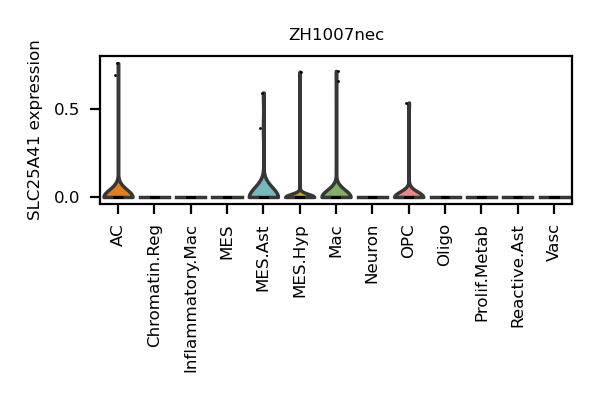 ZH1007nec
SLC25A41 expression
0.5
0.0
AC
Chromatin.Reg
Inflammatory.Mac
MES
MES.Ast
MES.Hyp
Mac
Neuron
OPC
Oligo
Prolif.Metab
Reactive.Ast
Vasc